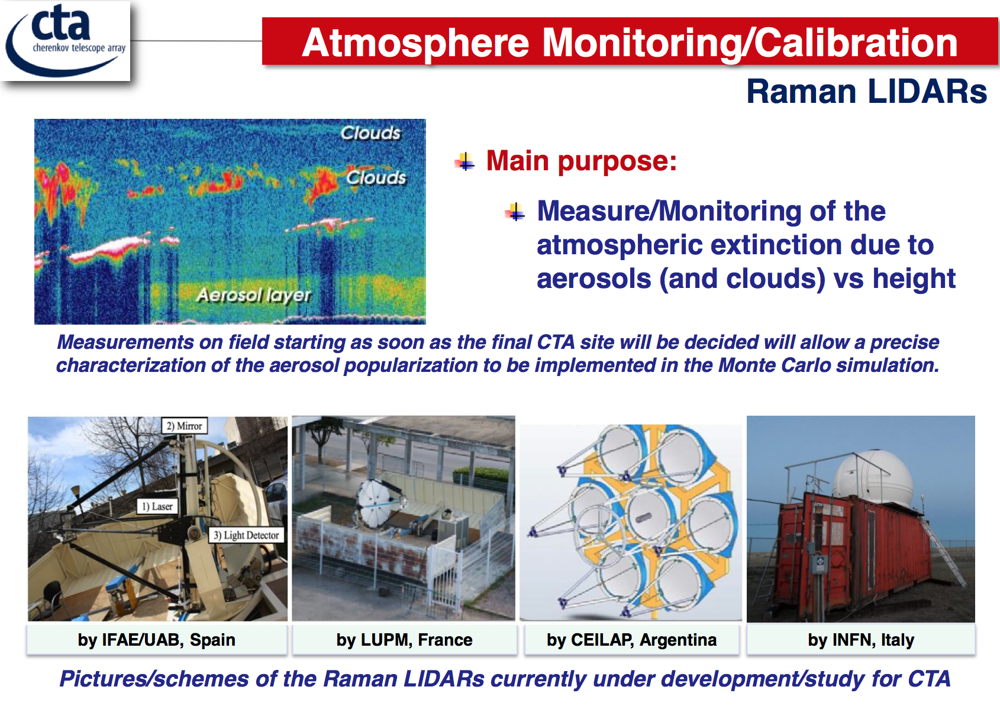 cta
cherenkov telescope array
Atmosphere Monitoring/Calibration
Raman LIDARs
Clouds
Clouds
Aerosol layer
Main purpose:
Measure/Monitoring of the
atmospheric extinction due to
aerosols (and clouds) vs height
Measurements on field starting as soon as the final CTA site will be decided will allow a precise
characterization of the aerosol popularization to be implemented in the Monte Carlo simulation.
2) Mirror
1) Laser
3) Light Detector
by IFAE/UAB, Spain
by LUPM, France
by CEILAP, Argentina
by INFN, Italy
Pictures/schemes of the Raman LIDARs currently under development/study for CTA